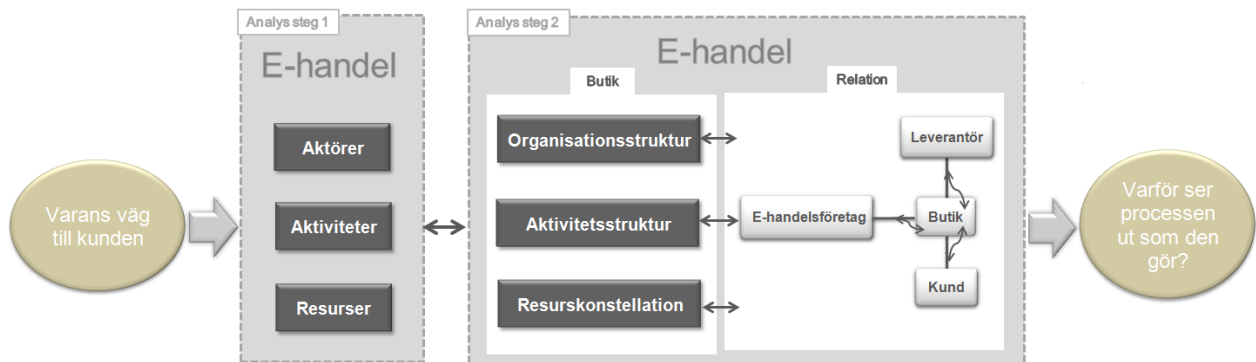 Analys steg 1
E-handel
Aktörer
Aktiviteter
Resurser
Varans väg
till kunden
Analys steg 2
E-handel
Butik
Relation
Organisationsstruktur
Aktivitetsstruktur
Resurskonstellation
Leverantör
E-handelsföretag
Butik
Kund
Varför ser
processen
ut som den
gör?